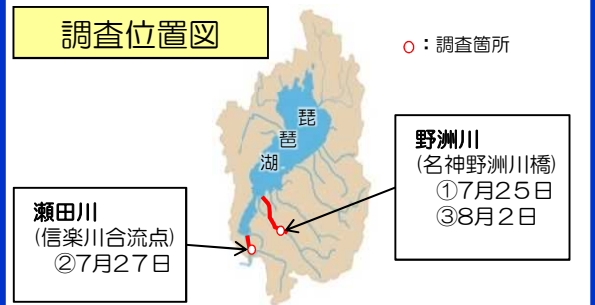 調査位置図
○：調査箇所
琵
琶
湖
野洲川
(名神野洲川橋)
①７月２５日
③８月２日
瀬田川
(信楽川合流点)
②７月２７日